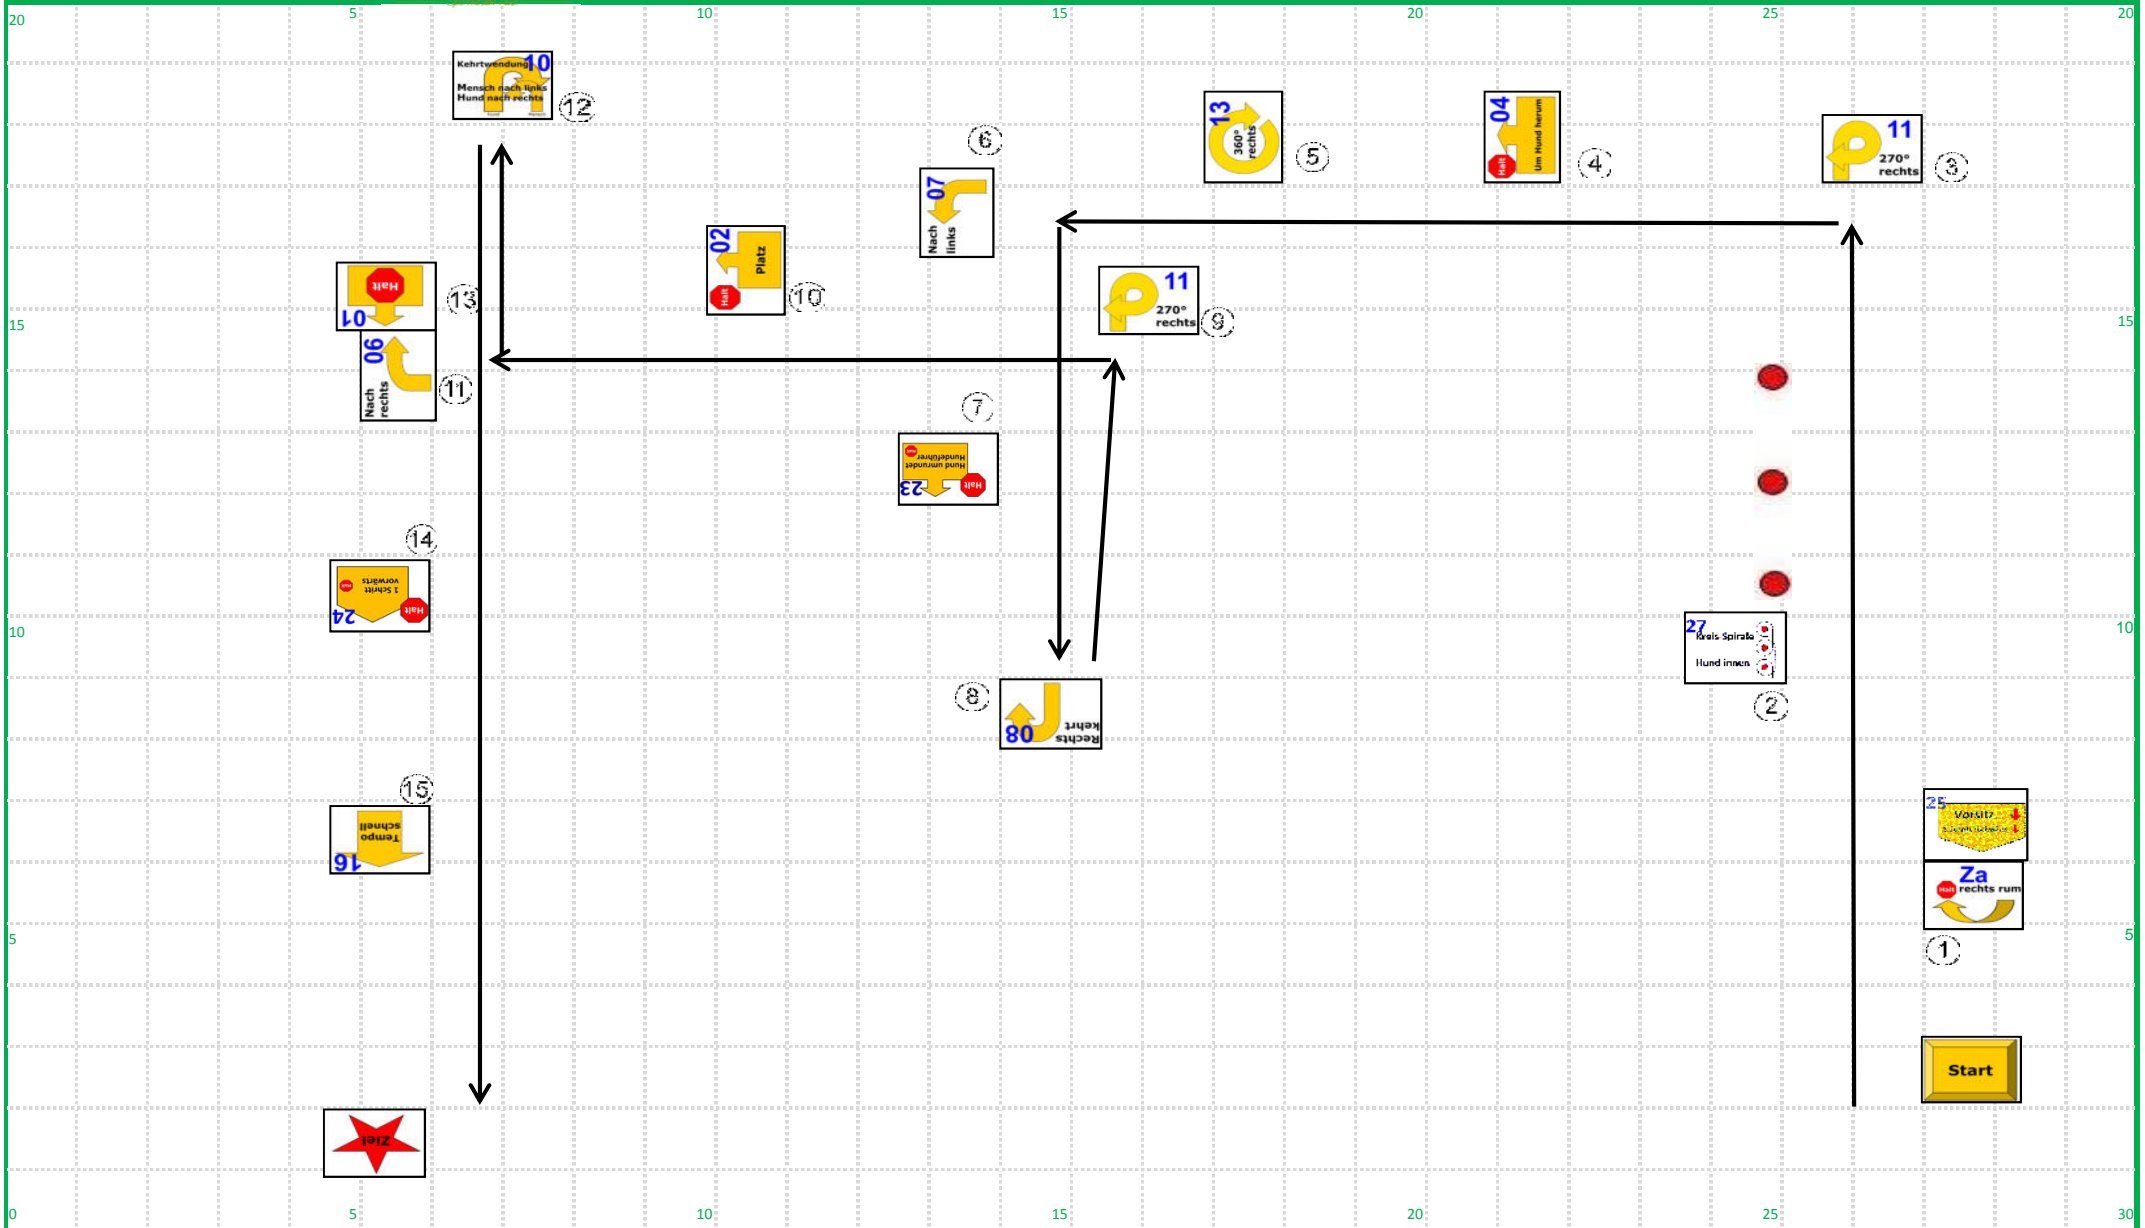 20 5 10 15 20 25 20
Kehrtwendung 10
Mensch nach links
Hund nach rechts
12
6
07
Nach
links
13
360°
rechts
5
04
Um Hund herum
Halt
4
11
270°
rechts
3
02
Platz
Halt
10
11
270°
rechts
9
Halt
01
13
15
15
06
Nach
rechts
11
7
Halt
Hund umrundet
Hundeführer
23
Halt
14
1 Schritt
vorwärts
24
Halt
10
10
27
Kreis Spirale
Hund innen
2
8
Rechts
kehrt
08
15
Tempo
schnell
16
25
Vorsitz
Za
Halt
rechts rum
1
5
5
Start
Ziel
0 5 10 15 20 25 30